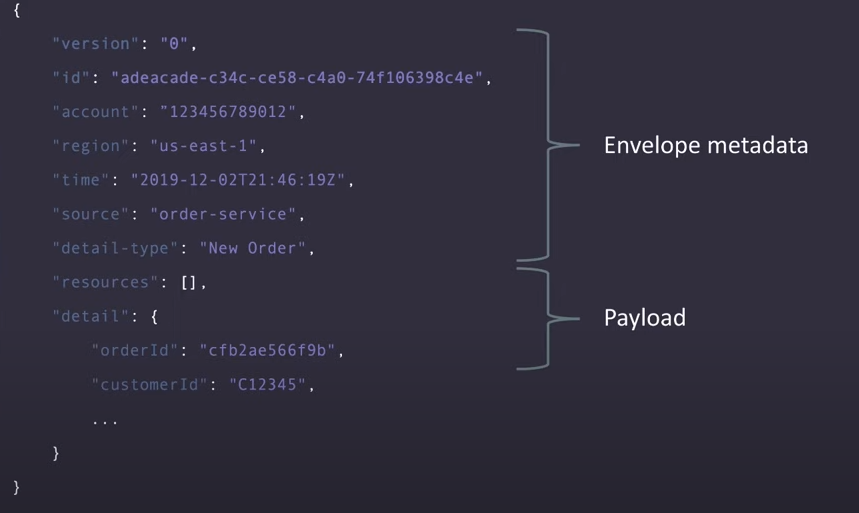 {
"version": "0",
"id": "adeacade-c34c-ce58-c4a0-74f106398c4e",
"account": "123456789012",
"region": "us-east-1",
"time": "2019-12-02T21:46:19Z",
"source": "order-service",
"detail-type": "New Order",
"resources": [],
"detail": {
"orderId": "cfb2ae566f9b",
"customerId": "C12345",
...
}
}
Envelope metadata
Payload